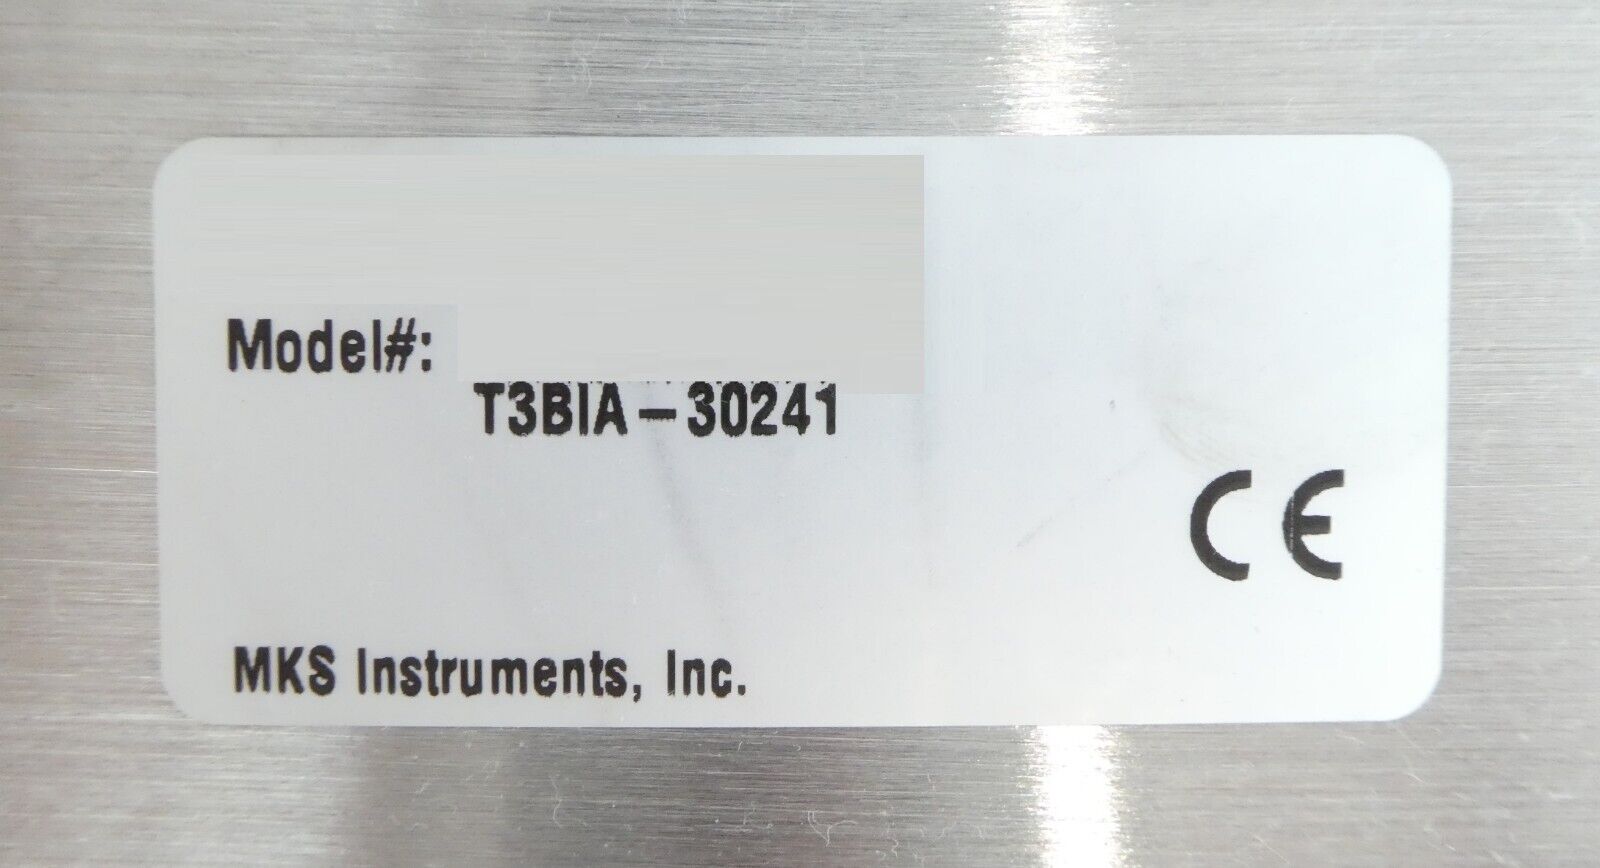 Model#:
T3BIA-30241
CE
MKS Instruments, Inc.